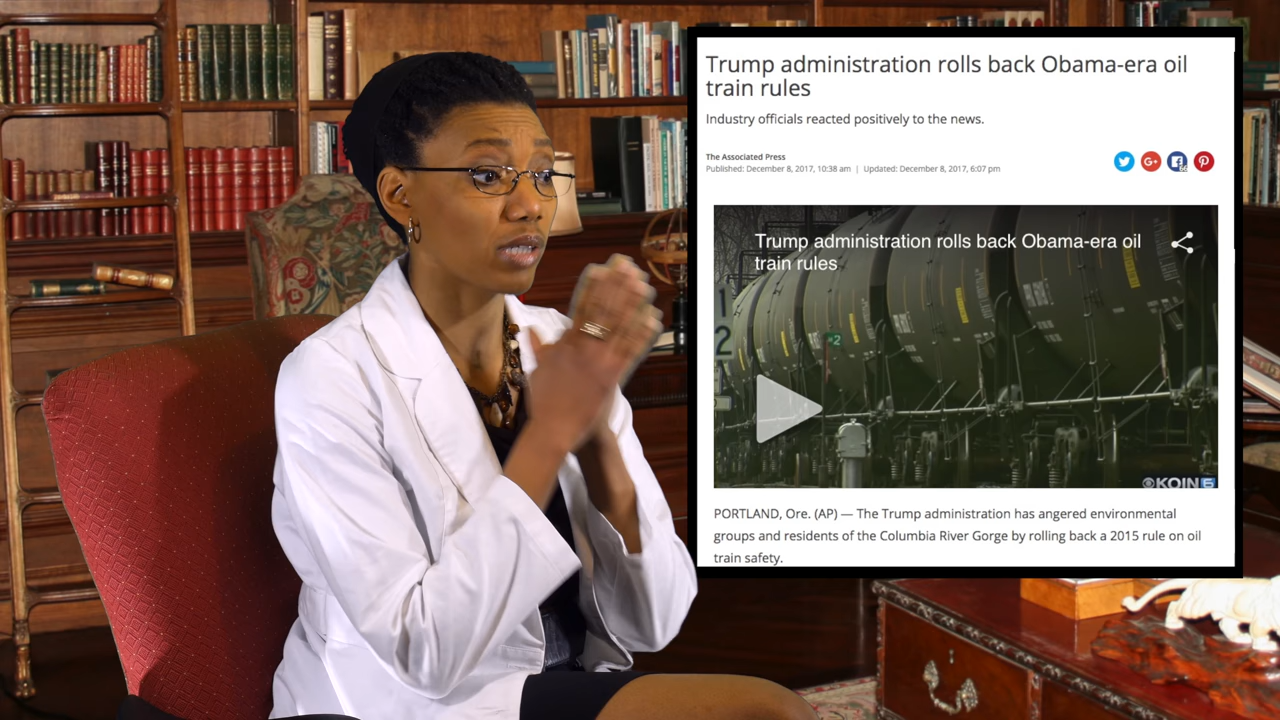 Trump administration rolls back Obama-era oil
train rules
Industry officials reacted positively to the news.
The Associated Press
Published: December 8, 2017, 10:38 am | Updated: December 8, 2017, 6:07 pm
Trump administration rolls back Obama-era oil
train rules
2
KOIN 6
PORTLAND, Ore. (AP) — The Trump administration has angered environmental
groups and residents of the Columbia River Gorge by rolling back a 2015 rule on oil
train safety.